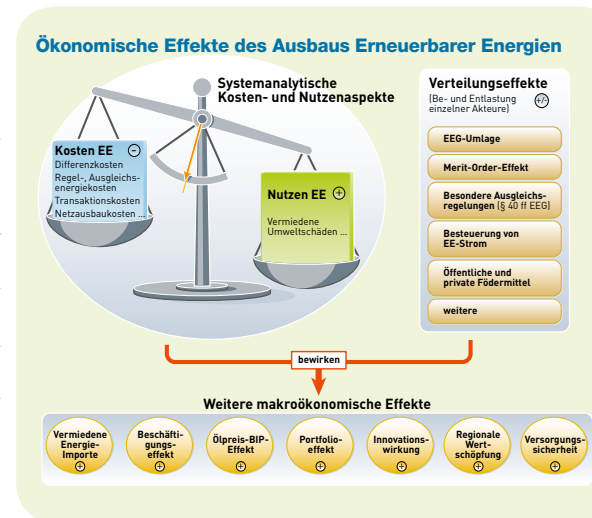 Ökonomische Effekte des Ausbaus Erneuerbarer Energien
Systemanalytische
Kosten- und Nutzenaspekte
Kosten EE -
Differenzkosten
Regel-, Ausgleichs-
energiekosten
Transaktionskosten
Netzausbaukosten ...
Nutzen EE +
Vermiedene
Umweltschäden ...
Verteilungseffekte
(Be- und Entlastung
einzelner Akteure) +/-
EEG-Umlage
Merit-Order-Effekt
Besondere Ausgleichs-
regelungen (§ 40 ff EEG)
Besteuerung von
EE-Strom
Öffentliche und
private Födermittel
weitere
bewirken
Weitere makroökonomische Effekte
Vermiedene
Energie-
Importe
+
Beschäfti-
gungs-
effekt
+
Ölpreis-BIP-
Effekt
+
Portfolio-
effekt
+
Innovations-
wirkung
+
Regionale
Wert-
schöpfung
+
Versorgungs-
sicherheit
+